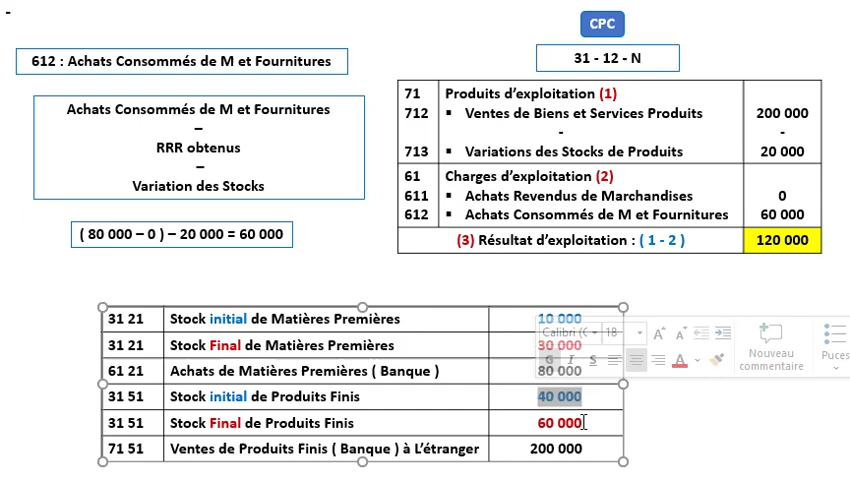 -
CPC
612 : Achats Consommés de M et Fournitures
31 - 12 - N
Achats Consommés de M et Fournitures
–
RRR obtenus
–
Variation des Stocks
( 80 000 – 0 ) – 20 000 = 60 000
71 Produits d’exploitation (1)
712 ▪ Ventes de Biens et Services Produits 200 000
- -
713 ▪ Variations des Stocks de Produits 20 000
61 Charges d’exploitation (2)
611 ▪ Achats Revendus de Marchandises 0
612 ▪ Achats Consommés de M et Fournitures 60 000
(3) Résultat d’exploitation : ( 1 - 2 ) 120 000
31 21 Stock initial de Matières Premières 10 000
31 21 Stock Final de Matières Premières 30 000
61 21 Achats de Matières Premières ( Banque ) 80 000
31 51 Stock initial de Produits Finis 40 000
31 51 Stock Final de Produits Finis 60 000
71 51 Ventes de Produits Finis ( Banque ) à L’étranger 200 000
Calibri (C 18 A A
G I S A
Nouveau
commentaire
Puces